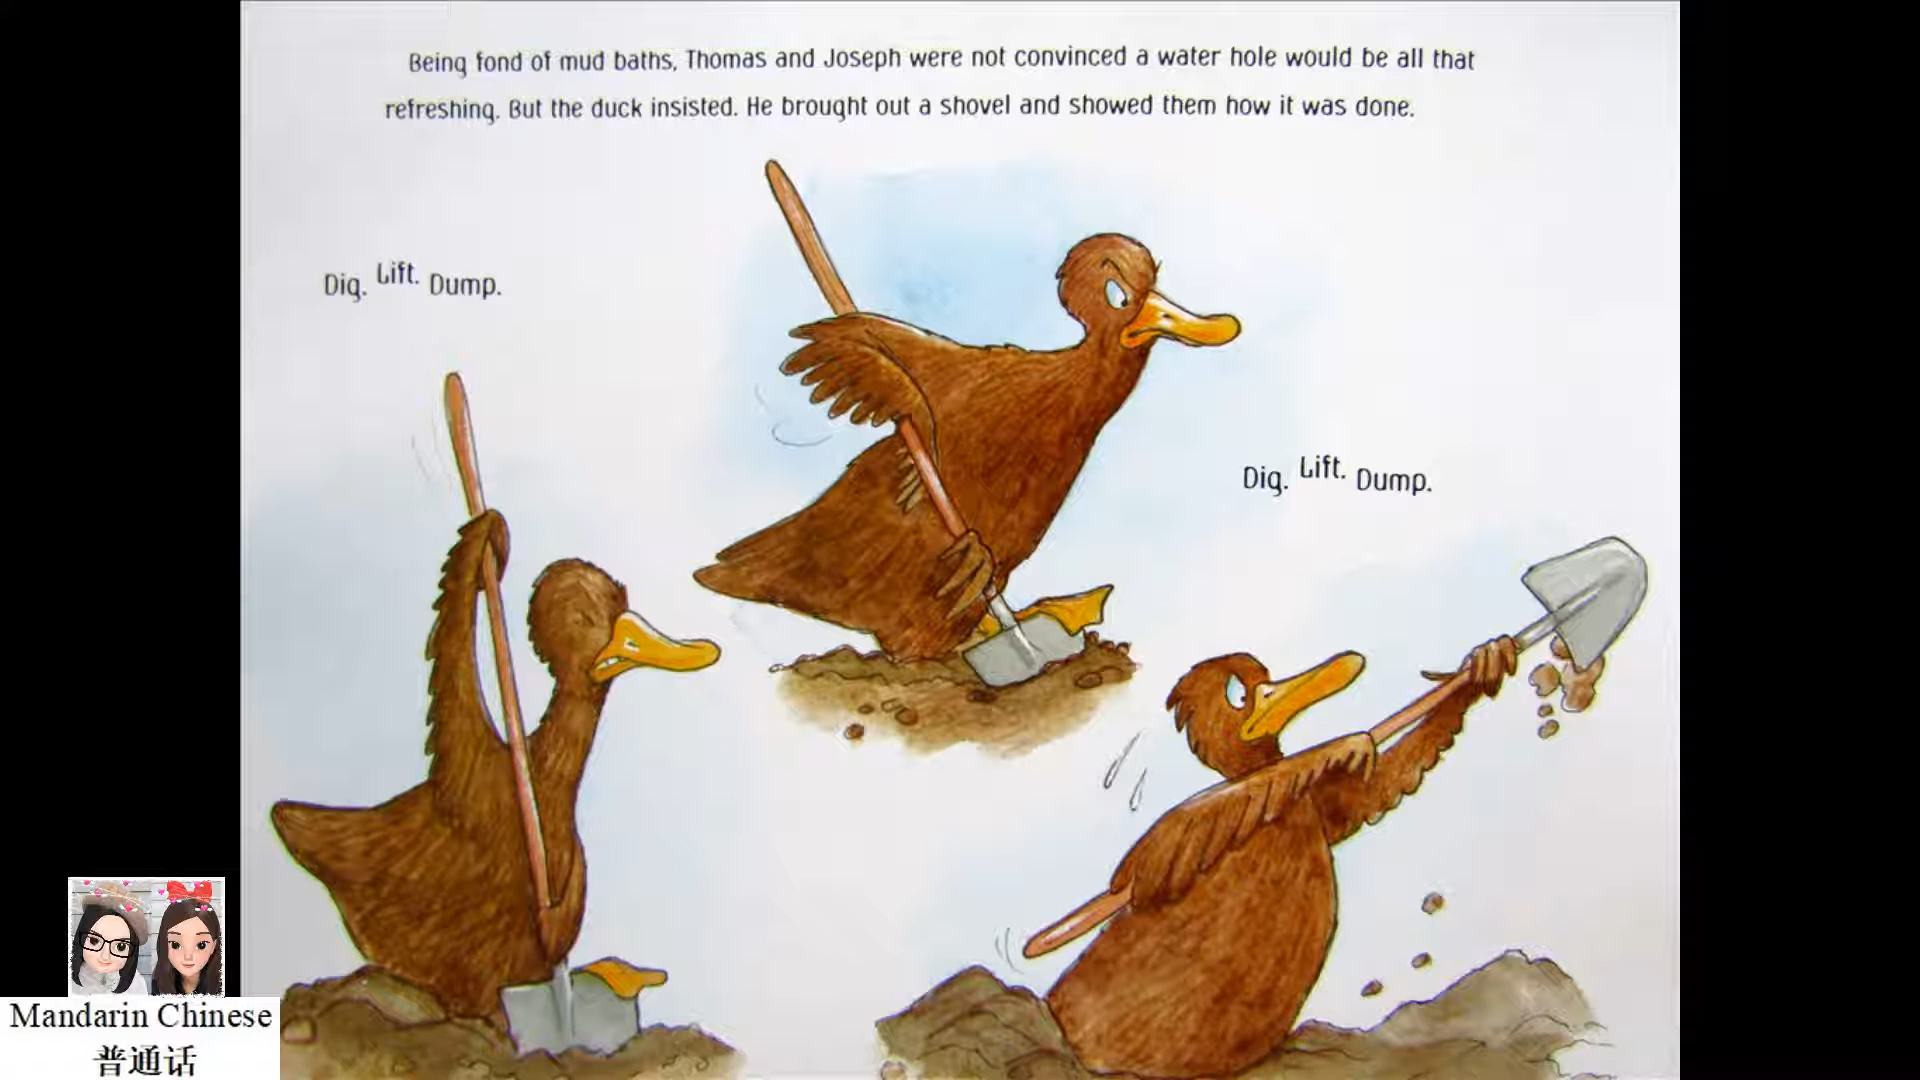 Being fond of mud baths, Thomas and Joseph were not convinced a water hole would be all that
refreshing. But the duck insisted. He brought out a shovel and showed them how it was done.
Dig. Lift. Dump.
Dig. Lift. Dump.
Mandarin Chinese
普通话